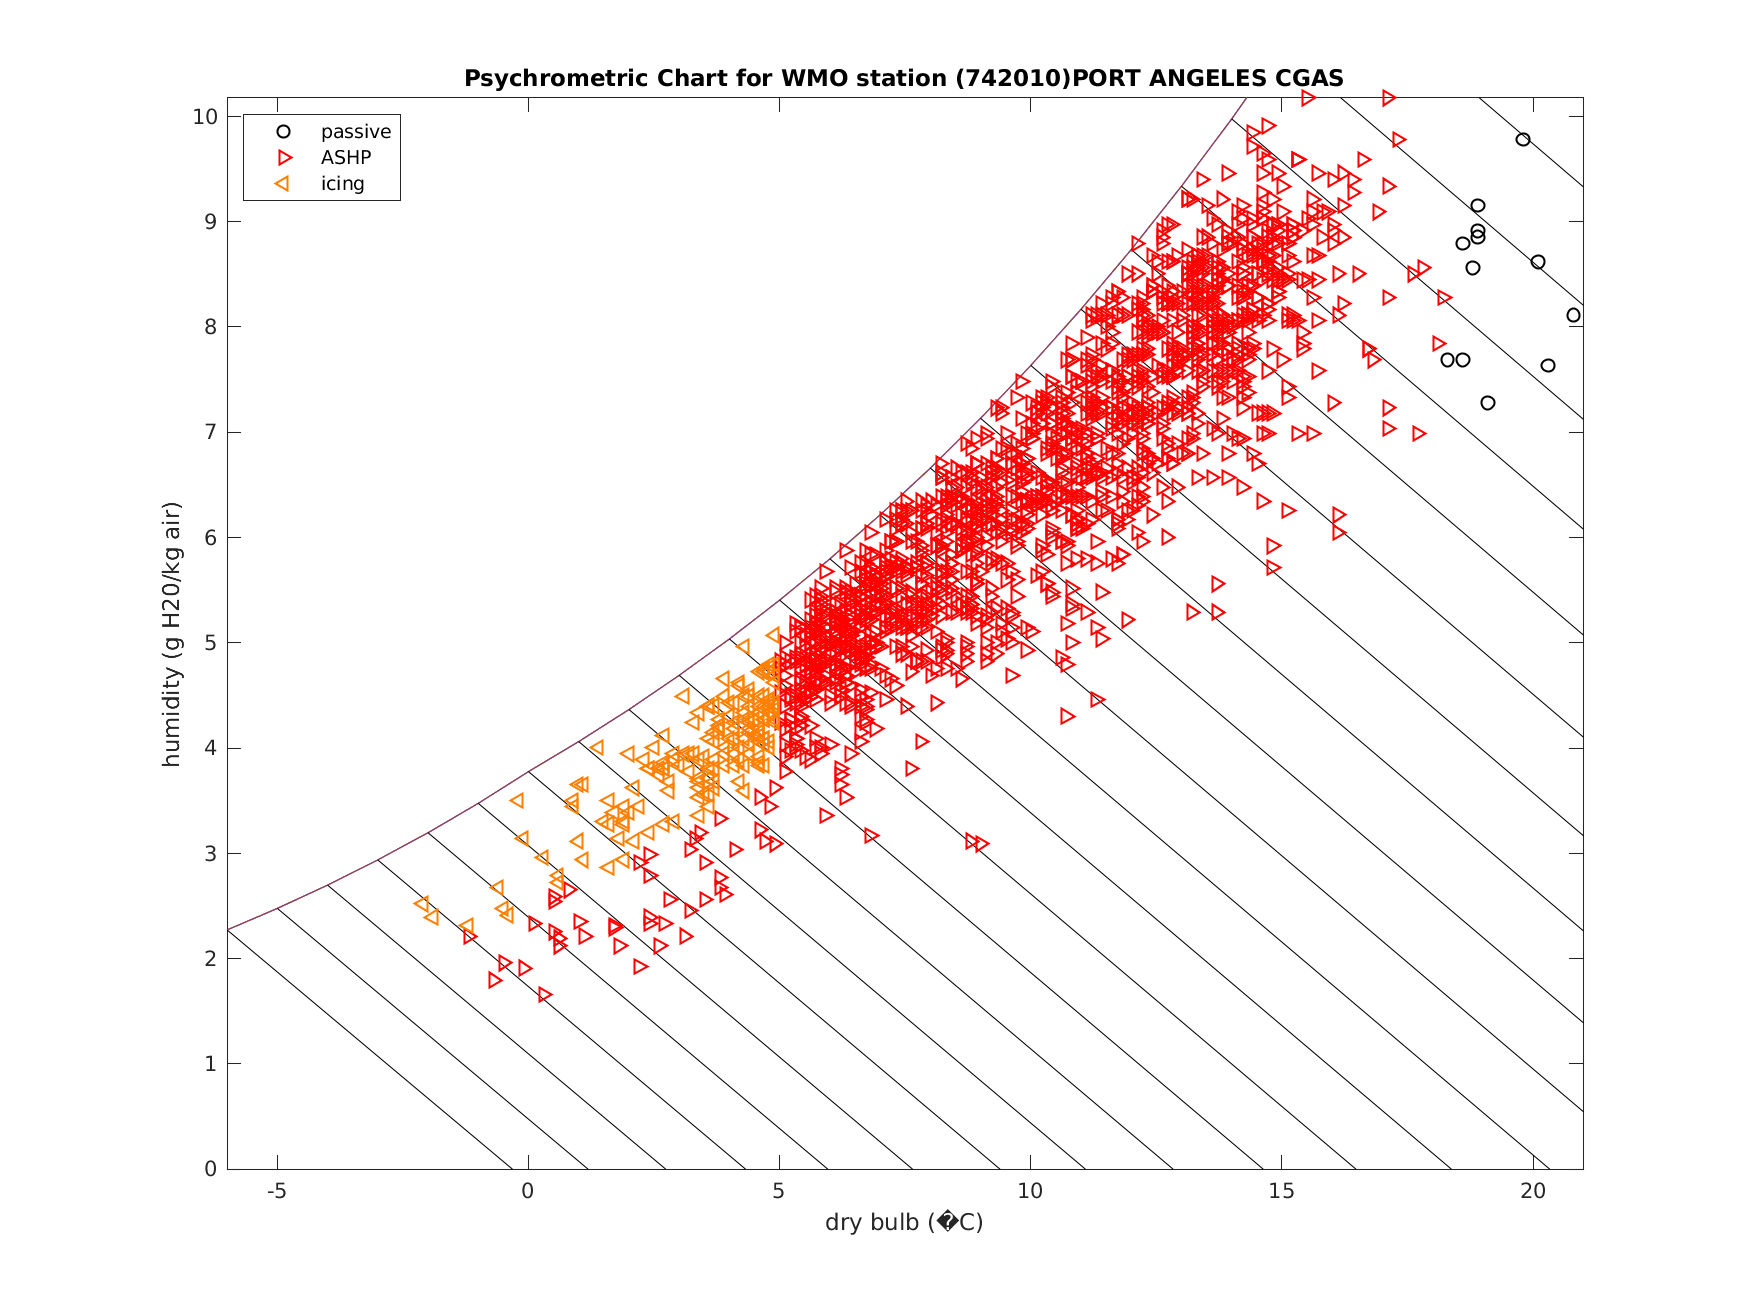 Psychrometric Chart for WMO station (742010)PORT ANGELES CGAS
passive
ASHP
icing
humidity (g H20/kg air)
10
9
8
7
6
5
4
3
2
1
0
-5 0 5 10 15 20
dry bulb (�C)